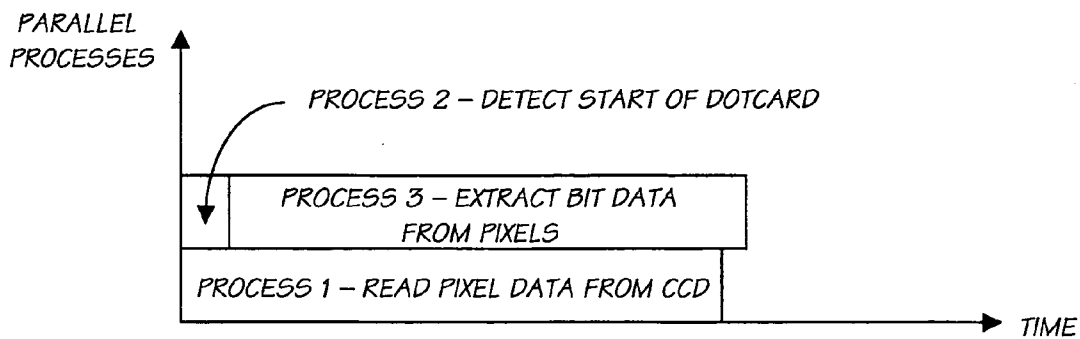 PARALLEL
PROCESSES
PROCESS 2 – DETECT START OF DOTCARD
PROCESS 3 – EXTRACT BIT DATA
FROM PIXELS
PROCESS 1 – READ PIXEL DATA FROM CCD
TIME